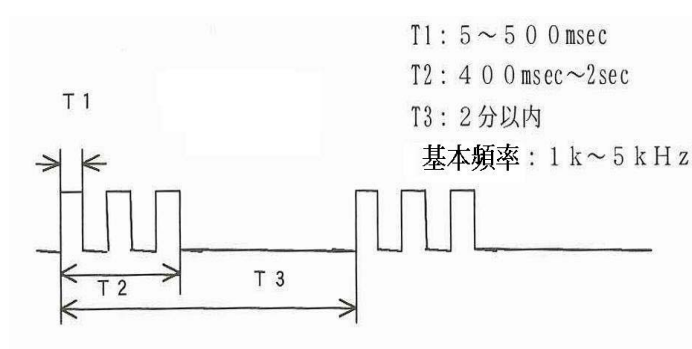 T1：５～５００msec
T2：４００msec～2sec
T3：２分以内
基本頻率：１ｋ～５ｋＨｚ
Ｔ１
Ｔ２
Ｔ３